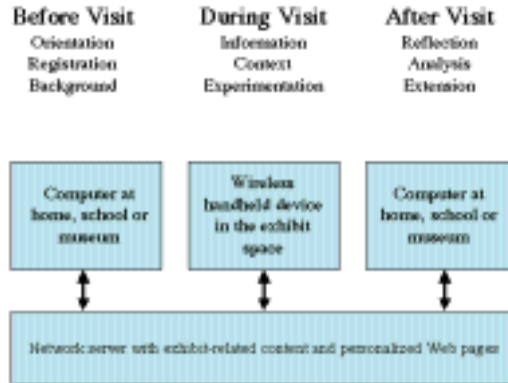 Before Visit
Orientation
Registration
Background
During Visit
Information
Context
Experimentation
After Visit
Reflection
Analysis
Extension
Computer at
home, school or
museum
Wireless
handheld device
in the exhibit
space
Computer at
home, school or
museum
Network server with exhibit-related content and personalized Web pages